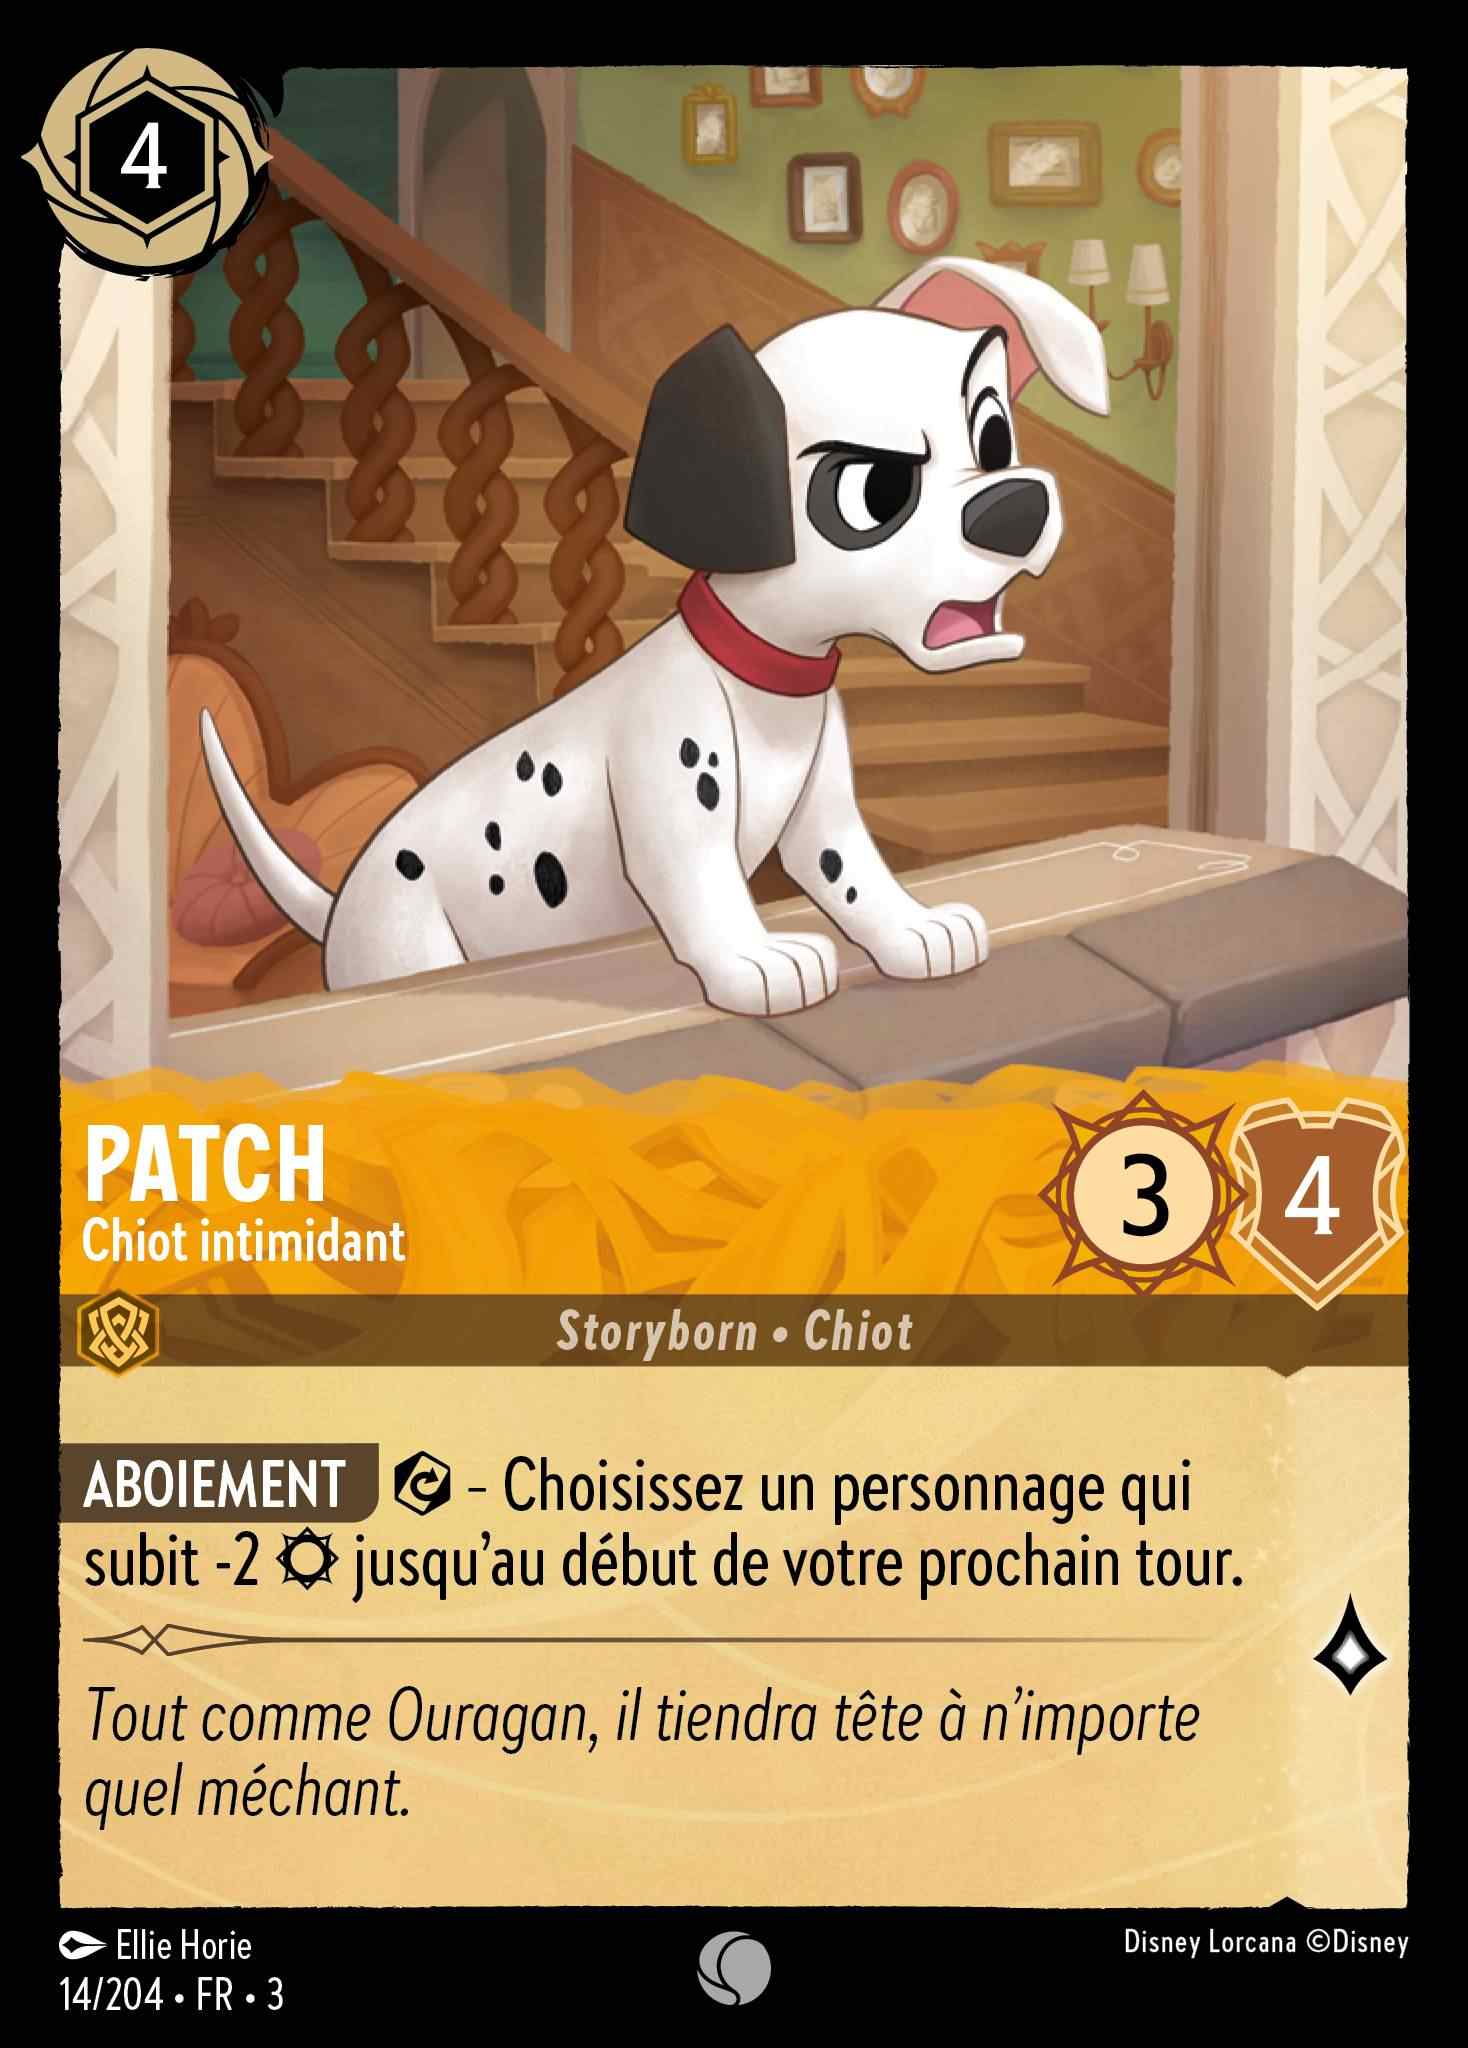 4
PATCH
Chiot intimidant
3
4
Storyborn • Chiot
ABOIEMENT – Choisissez un personnage qui
subit -2 jusqu’au début de votre prochain tour.
Tout comme Ouragan, il tiendra tête à n’importe
quel méchant.
Ellie Horie
14/204 • FR • 3
Disney Lorcana ©Disney